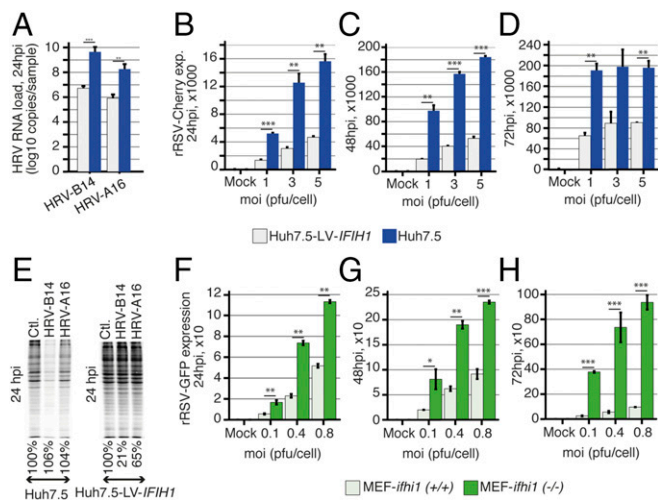 A
HRV RNA load, 24hpi
(log10 copies/sample)
10
8
6
4
2
0
***
**
HRV-B14
HRV-A16
B
rRSV-Cherry exp.
24hpi, x1000
16
12
8
4
0
***
**
**
Mock 1 3 5
moi (pfu/cell)
C
48hpi, x1000
200
160
120
80
40
0
**
***
***
Mock 1 3 5
moi (pfu/cell)
D
72hpi, x1000
280
240
200
160
120
80
40
0
**
**
Mock 1 3 5
moi (pfu/cell)
Huh7.5-LV-IFIH1 Huh7.5
E
Ctl.
HRV-B14
HRV-A16
Ctl.
HRV-B14
HRV-A16
24 hpi
24 hpi
100%
106%
104%
100%
21%
65%
Huh7.5
Huh7.5-LV-IFIH1
F
rRSV-GFP expression
24hpi, x10
12
10
8
6
4
2
0
**
**
**
Mock 0.1 0.4 0.8
moi (pfu/cell)
G
48hpi, x10
25
20
15
10
5
0
*
**
***
Mock 0.1 0.4 0.8
moi (pfu/cell)
H
72hpi, x10
100
80
60
40
20
0
***
***
***
Mock 0.1 0.4 0.8
moi (pfu/cell)
MEF-ifhi1 (+/+) MEF-ifhi1 (-/-)